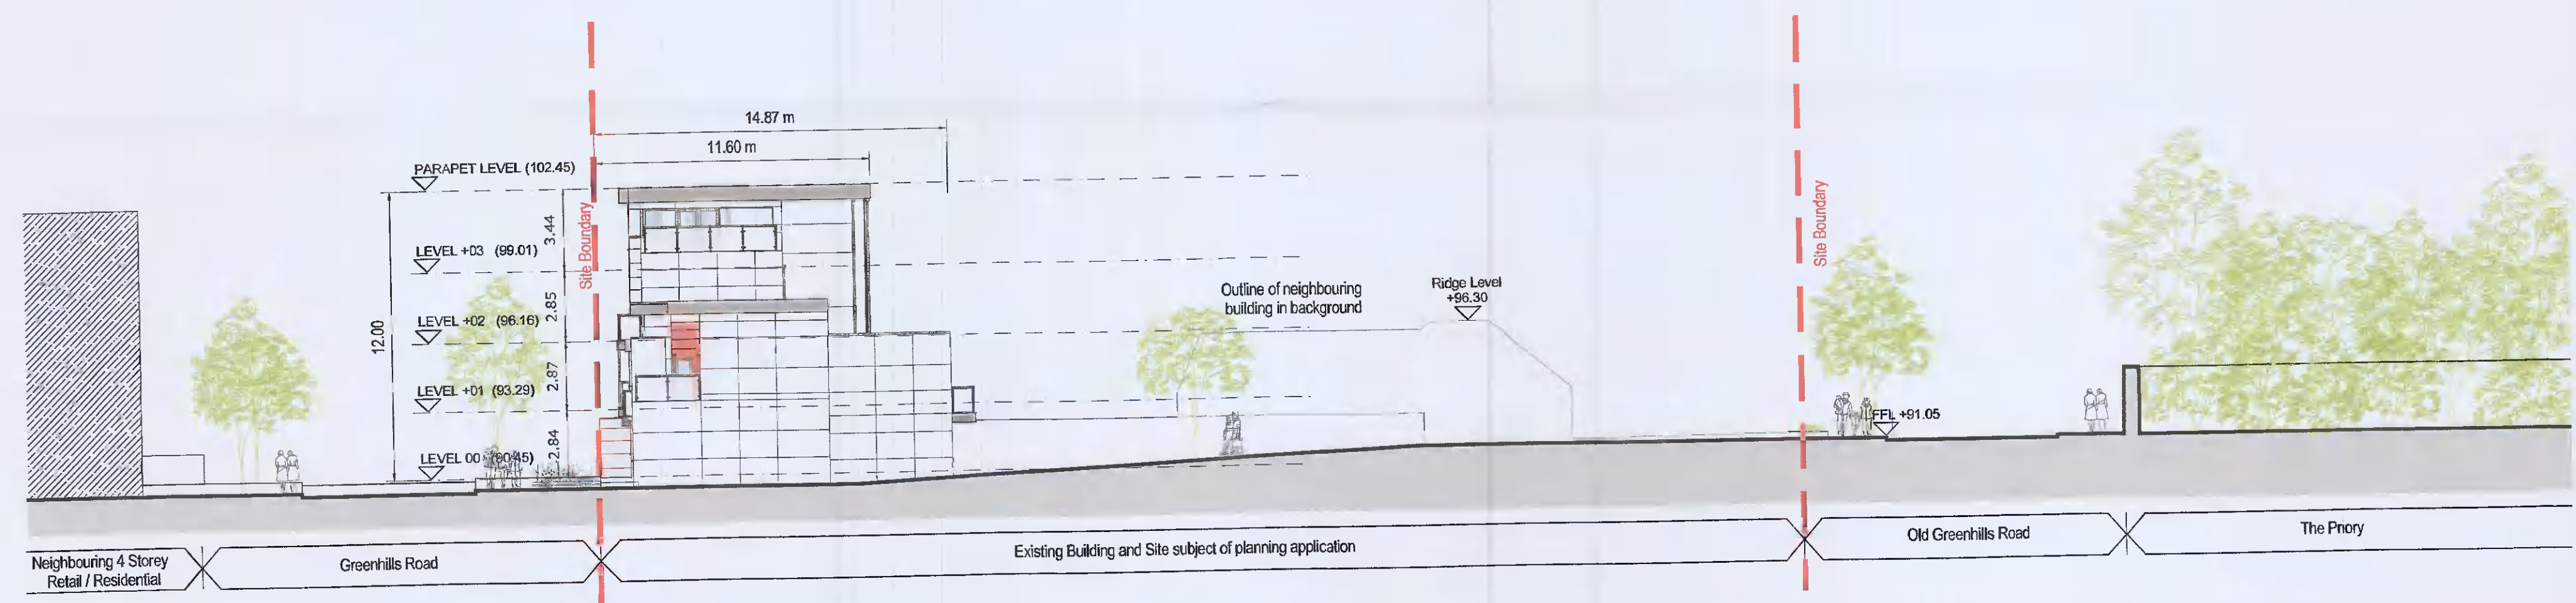 14.87 m
11.60 m
PARAPET LEVEL (102.45)
3.44
LEVEL +03 (99.01)
2.85
LEVEL +02 (96.16)
12.00
2.87
LEVEL +01 (93.29)
2.84
LEVEL 00 (90.45)
Site Boundary
Outline of neighbouring
building in background
Ridge Level
+96.30
Site Boundary
FFL +91.05
Neighbouring 4 Storey
Retail / Residential
Greenhills Road
Existing Building and Site subject of planning application
Old Greenhills Road
The Priory